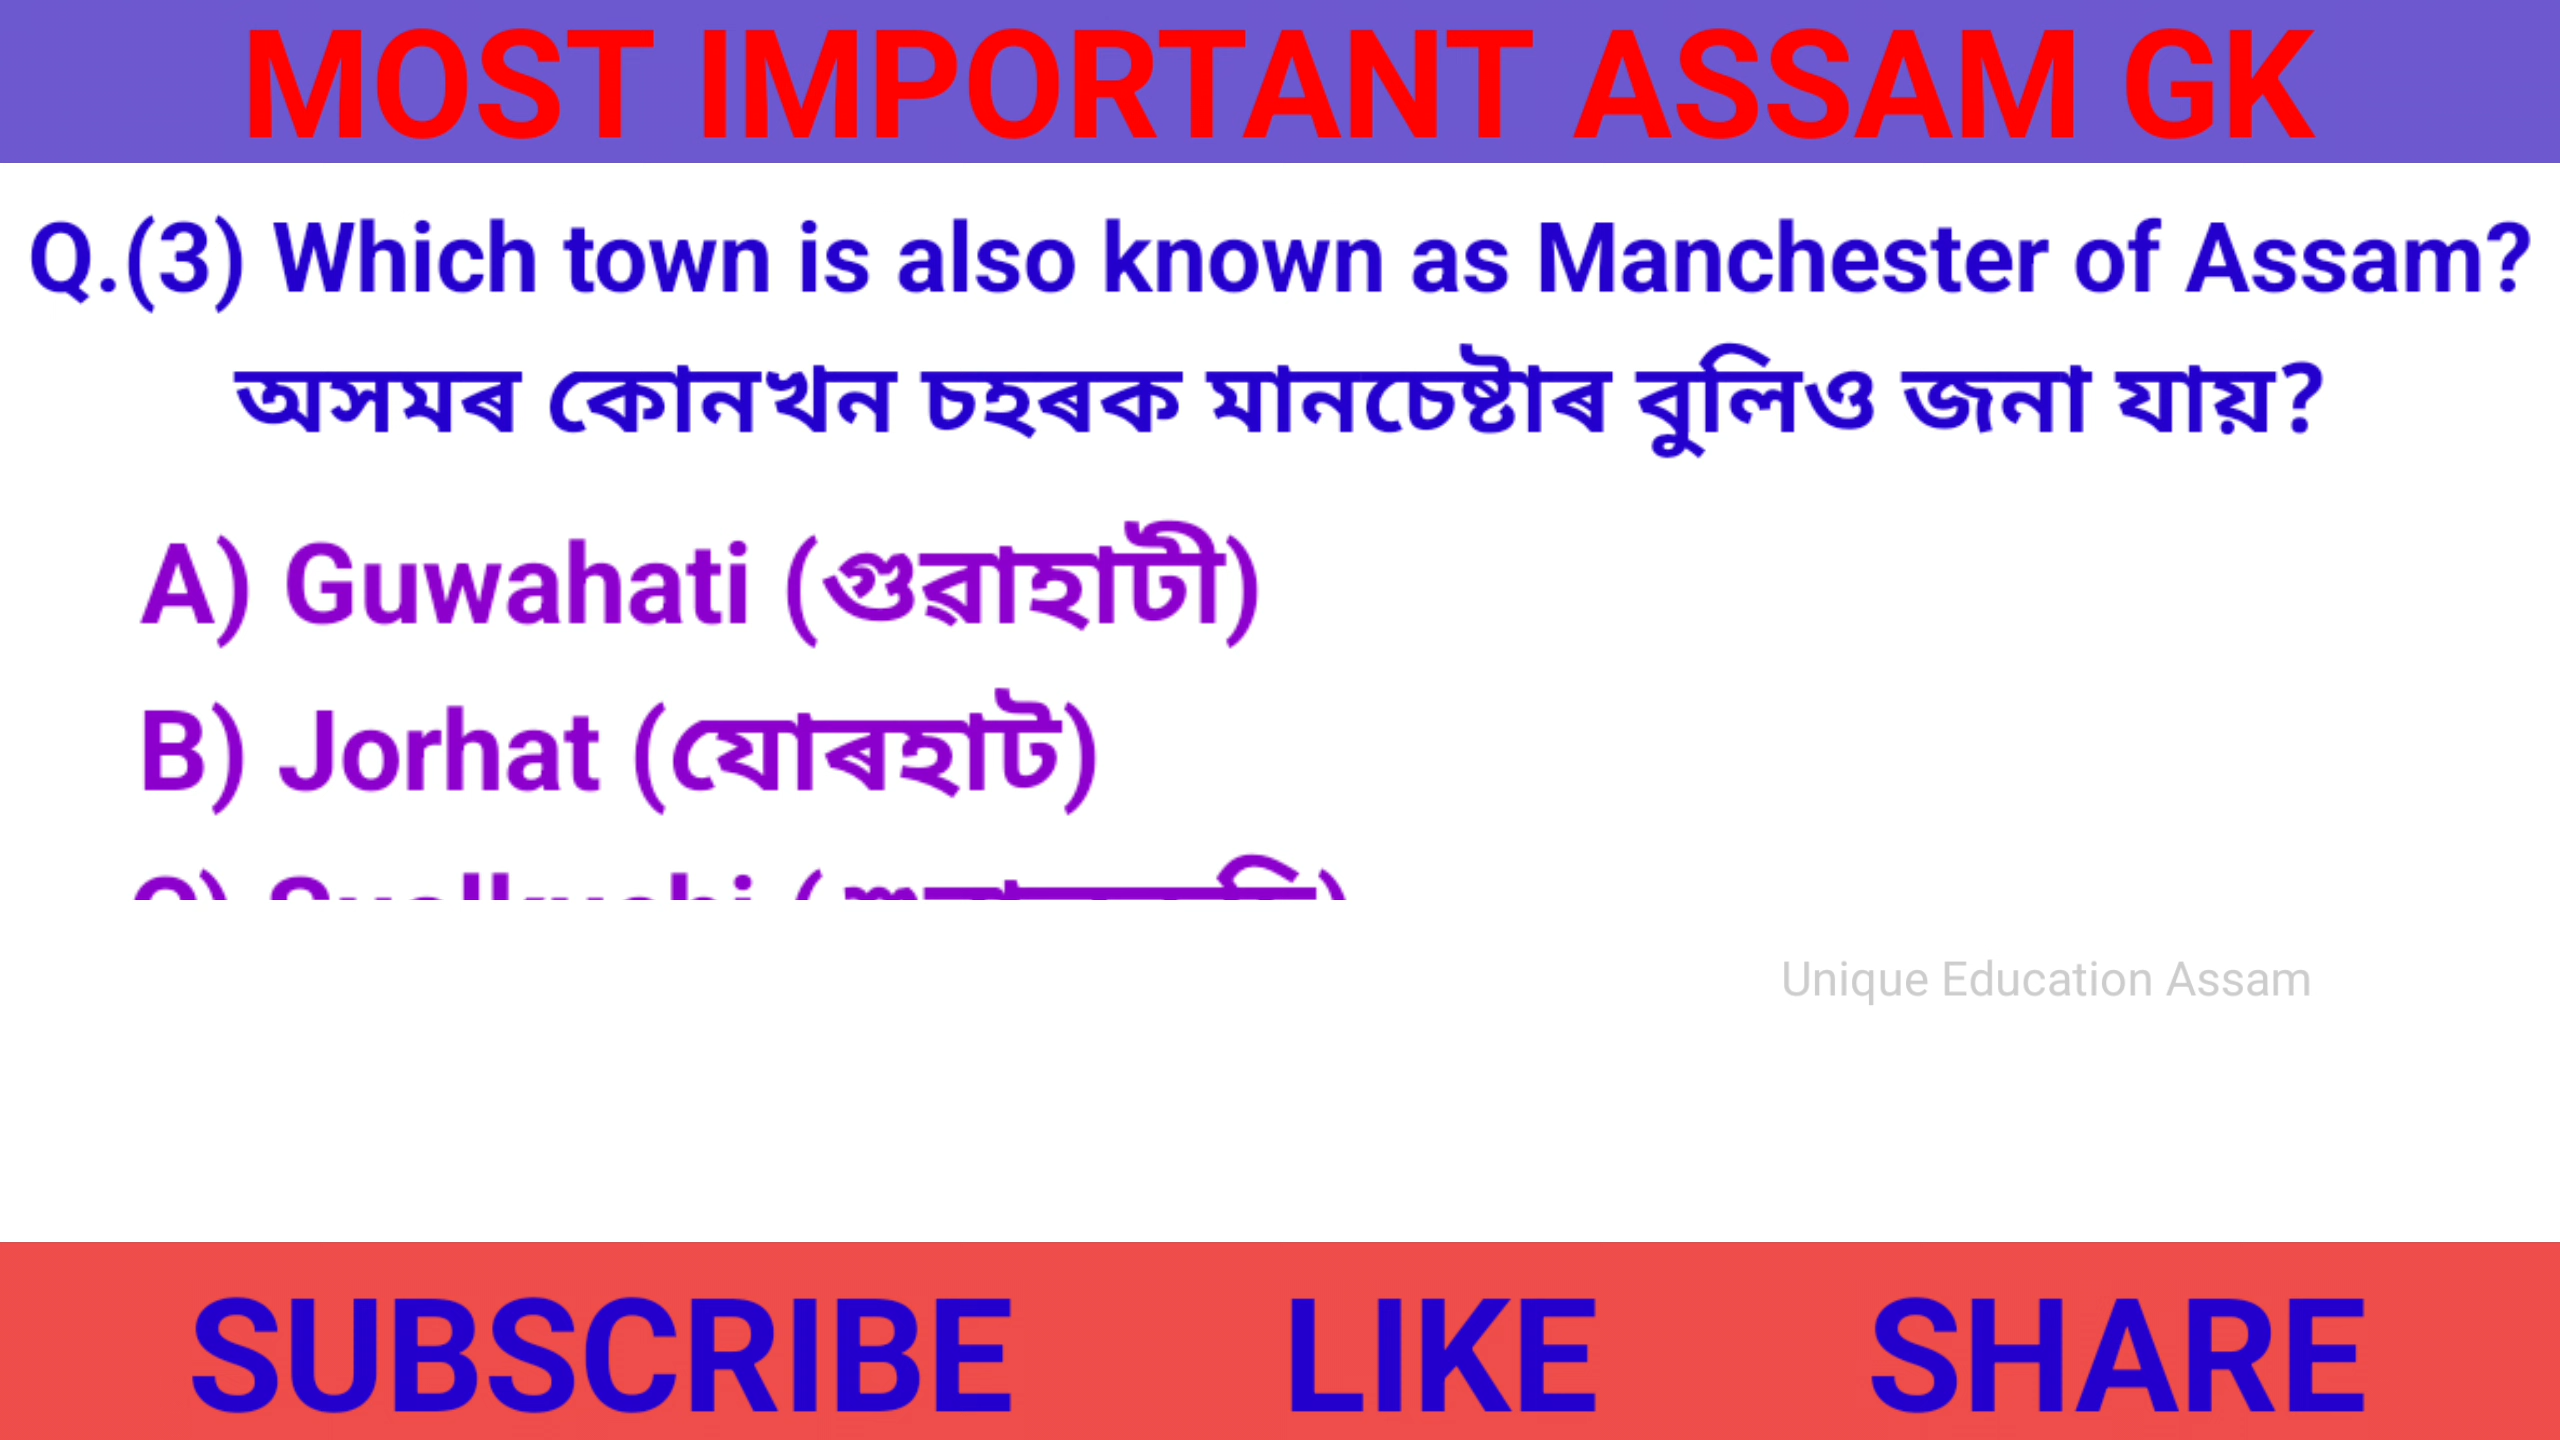 MOST IMPORTANT ASSAM GK
Q.(3) Which town is also known as Manchester of Assam?
অসমৰ কোনখন চহৰক মানচেষ্টাৰ বুলিও জনা যায়?
A) Guwahati (গুৱাহাটী)
B) Jorhat (যোৰহাট)
Unique Education Assam
SUBSCRIBE LIKE SHARE